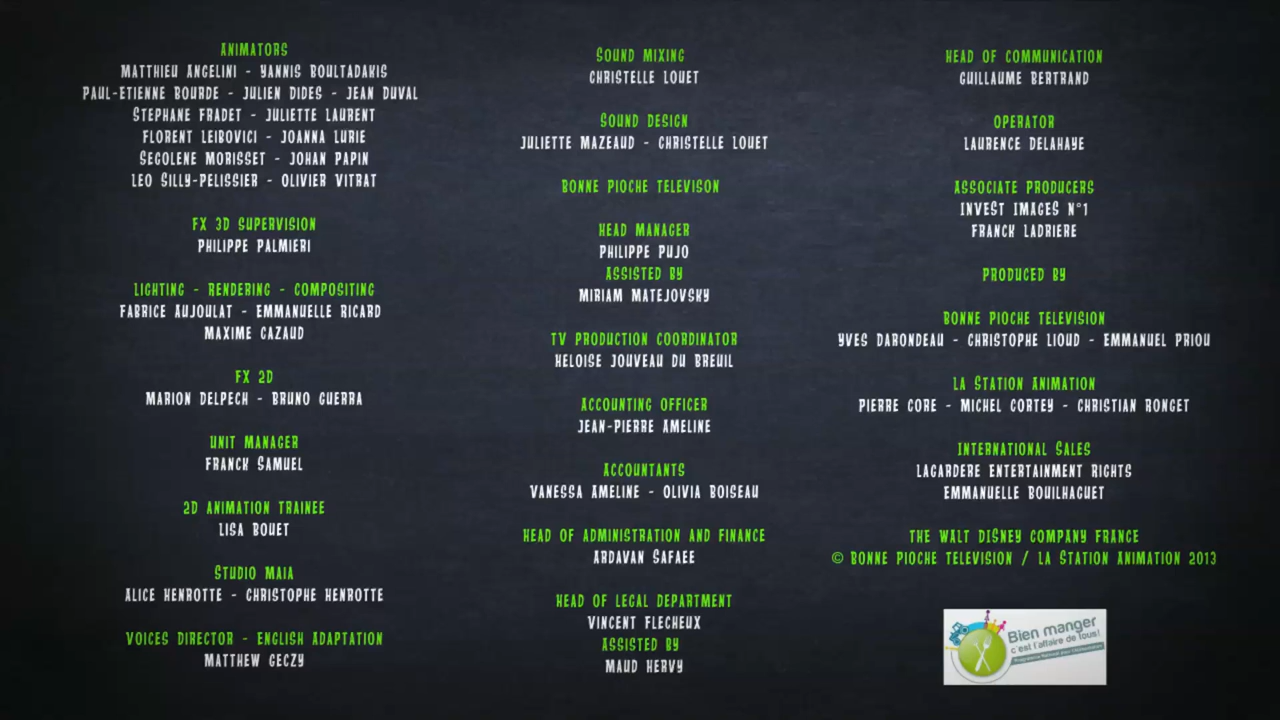 ANIMATORS
MATTHIEU ANGELINI - YANNIS BOULTADAKIS
PAUL-ETIENNE BOURDE - JULIEN DIDES - JEAN DUVAL
STEPHANE FRADET - JULIETTE LAURENT
FLORENT LEIBOVICI - JOANNA LURIE
SEGOLENE MORISSET - JOHAN PAPIN
LEO SILLY-PELISSIER - OLIVIER VITRAT
FX 3D SUPERVISION
PHILIPPE PALMIERI
LIGHTING - RENDERING - COMPOSITING
FABRICE AUJOULAT - EMMANUELLE RICARD
MAXIME CAZAUD
FX 2D
MARION DELPECH - BRUNO GUERRA
UNIT MANAGER
FRANCK SAMUEL
2D ANIMATION TRAINEE
LISA BOUET
STUDIO MAIA
ALICE HENROTTE - CHRISTOPHE HENROTTE
VOICES DIRECTOR - ENGLISH ADAPTATION
MATTHEW GECZY
SOUND MIXING
CHRISTELLE LOUET
SOUND DESIGN
JULIETTE MAZEAUD - CHRISTELLE LOUET
BONNE PIOCHE TELEVISON
HEAD MANAGER
PHILIPPE PUJO
ASSISTED BY
MIRIAM MATEJOVSKY
TV PRODUCTION COORDINATOR
HELOISE JOUVEAU DU BREUIL
ACCOUNTING OFFICER
JEAN-PIERRE AMELINE
ACCOUNTANTS
VANESSA AMELINE - OLIVIA BOISEAU
HEAD OF ADMINISTRATION AND FINANCE
ARDAVAN SAFAEE
HEAD OF LEGAL DEPARTMENT
VINCENT FLECHEUX
ASSISTED BY
MAUD HERVY
HEAD OF COMMUNICATION
GUILLAUME BERTRAND
OPERATOR
LAURENCE DELAHAYE
ASSOCIATE PRODUCERS
INVEST IMAGES N°1
FRANCK LADRIERE
PRODUCED BY
BONNE PIOCHE TELEVISION
YVES DARONDEAU - CHRISTOPHE LIOUD - EMMANUEL PRIOU
LA STATION ANIMATION
PIERRE CORE - MICHEL CORTEY - CHRISTIAN RONGET
INTERNATIONAL SALES
LAGARDERE ENTERTAINMENT RIGHTS
EMMANUELLE BOUILHAGUET
THE WALT DISNEY COMPANY FRANCE
© BONNE PIOCHE TELEVISION / LA STATION ANIMATION 2013
Bien manger
c'est l'affaire de tous!
Programme National pour l'Alimentation